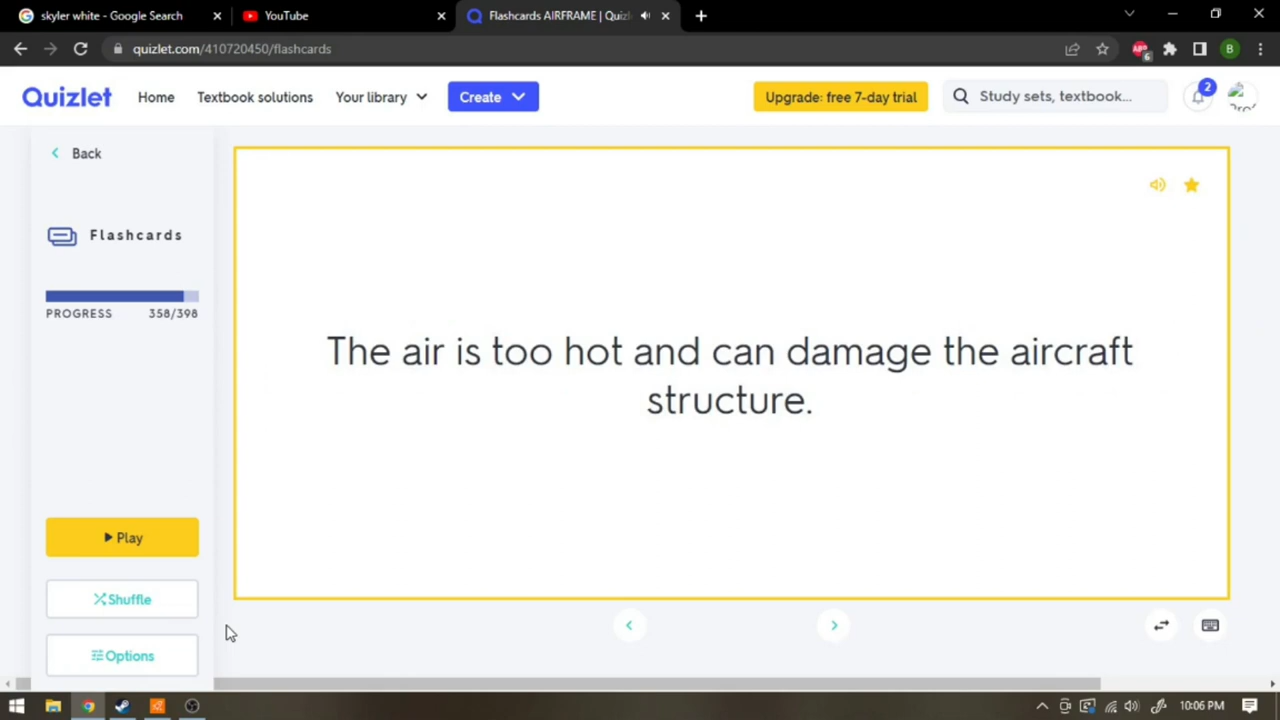 skyler white - Google Search
YouTube
Flashcards AIRFRAME | Quizl
quizlet.com/410720450/flashcards
ABP
6
B
Quizlet
Home
Textbook solutions
Your library
Create
Upgrade: free 7-day trial
Study sets, textbook...
2
Back
Flashcards
PROGRESS 358/398
The air is too hot and can damage the aircraft
structure.
Play
Shuffle
Options
10:06 PM